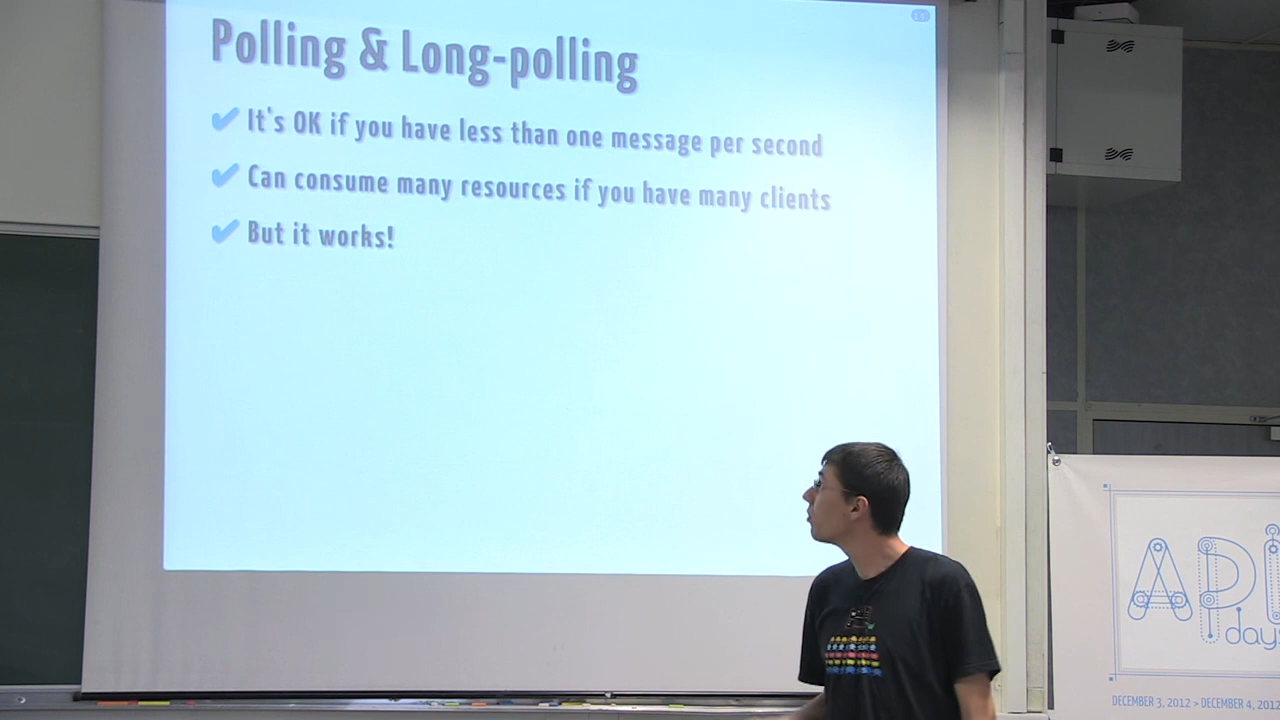 Polling & Long-polling
✔ It's OK if you have less than one message per second
✔ Can consume many resources if you have many clients
✔ But it works!
API
days
DECEMBER 3, 2012 > DECEMBER 4, 2012